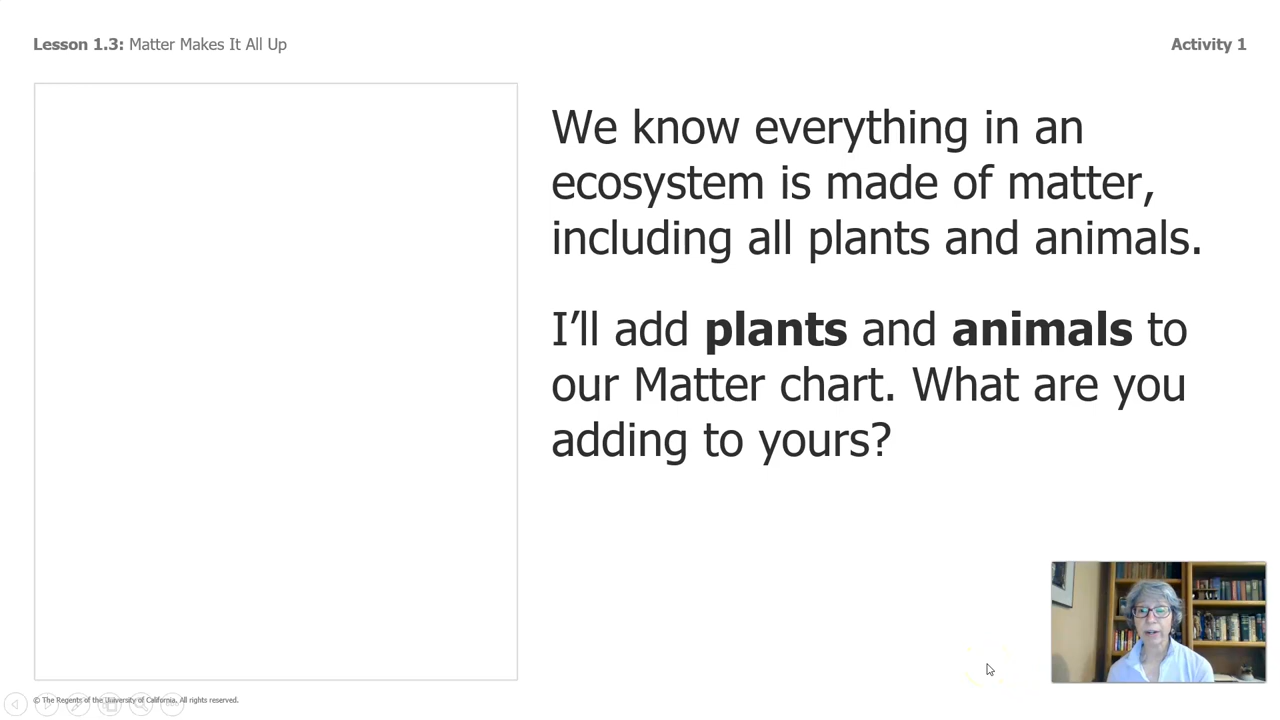 Lesson 1.3: Matter Makes It All Up
Activity 1
We know everything in an
ecosystem is made of matter,
including all plants and animals.
I’ll add plants and animals to
our Matter chart. What are you
adding to yours?
© The Regents of the University of California. All rights reserved.